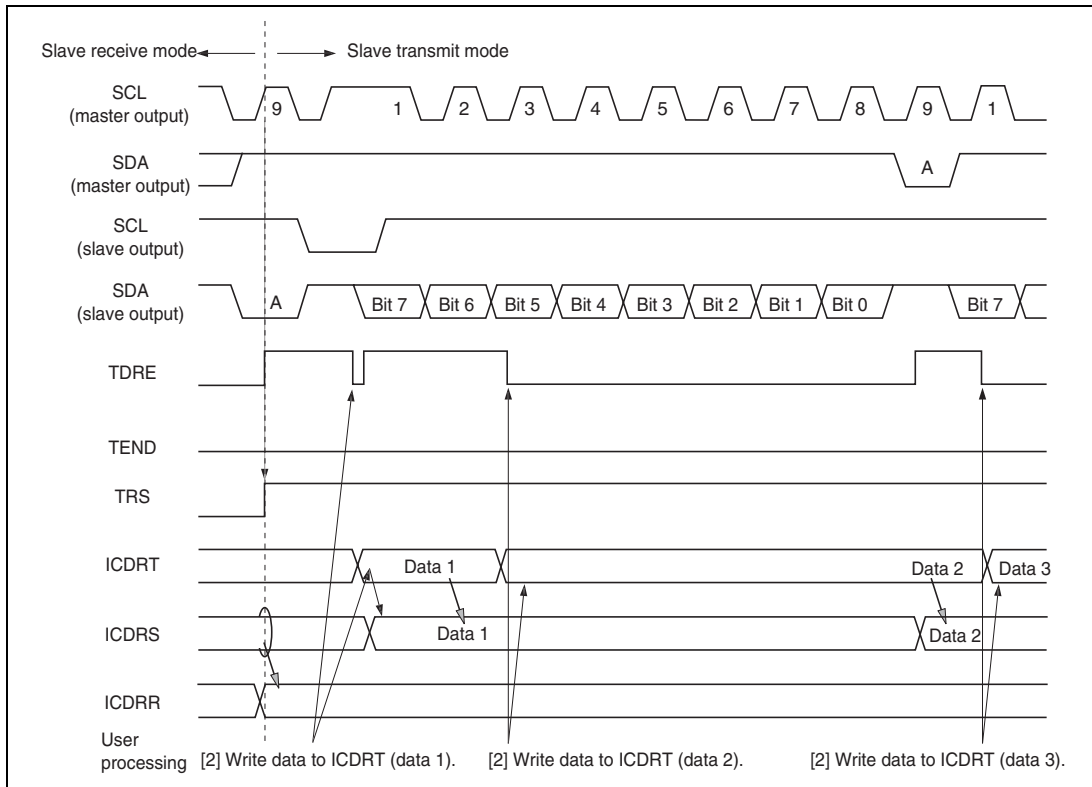 Slave receive mode
Slave transmit mode
SCL
(master output)
9
1
2
3
4
5
6
7
8
9
1
SDA
(master output)
A
SCL
(slave output)
SDA
(slave output)
A
Bit 7
Bit 6
Bit 5
Bit 4
Bit 3
Bit 2
Bit 1
Bit 0
Bit 7
TDRE
TEND
TRS
ICDRT
Data 1
Data 2
Data 3
ICDRS
Data 1
Data 2
ICDRR
User
processing
[2] Write data to ICDRT (data 1).
[2] Write data to ICDRT (data 2).
[2] Write data to ICDRT (data 3).